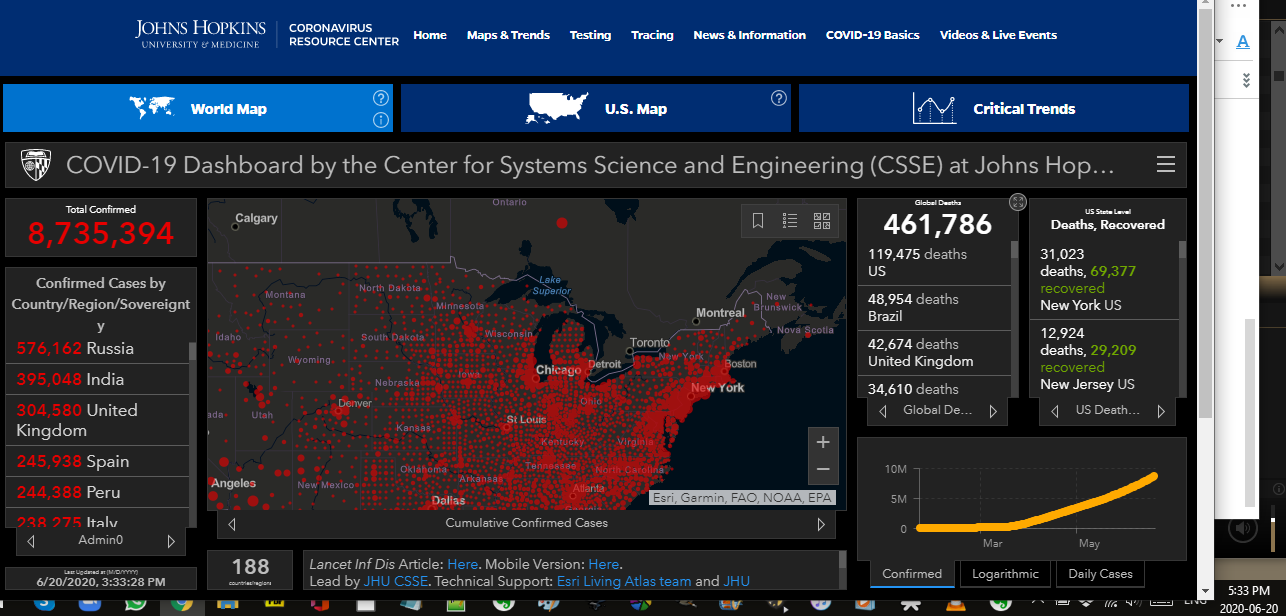 JOHNS HOPKINS
UNIVERSITY & MEDICINE
CORONAVIRUS
RESOURCE CENTER
Home
Maps & Trends
Testing
Tracing
News & Information
COVID-19 Basics
Videos & Live Events
World Map
U.S. Map
Critical Trends
COVID-19 Dashboard by the Center for Systems Science and Engineering (CSSE) at Johns Hop…
Total Confirmed
8,735,394
Confirmed Cases by
Country/Region/Sovereignt
y
576,162 Russia
395,048 India
304,580 United
Kingdom
245,938 Spain
244,388 Peru
238,275 Italy
Admin0
Last Updated at (M/D/YYYY)
6/20/2020, 3:33:28 PM
Ontario
Calgary
Lake
Superior
Montana
North Dakota
Minnesota
New
Brunswick
Montreal
Nova Scotia
Idaho
South Dakota
Wisconsin
Toronto
Wyoming
New York
Boston
Chicago
Detroit
Iowa
Nebraska
New York
Denver
Ohio
ada
Utah
St Louis
Kansas
Kentucky
Virginia
Oklahoma
Tennessee
North Carolina
Angeles
New Mexico
Arkansas
Atlanta
Dallas
Georgia
Esri, Garmin, FAO, NOAA, EPA
Cumulative Confirmed Cases
188
countries/regions
Lancet Inf Dis Article: Here. Mobile Version: Here.
Lead by JHU CSSE. Technical Support: Esri Living Atlas team and JHU
Global Deaths
461,786
119,475 deaths
US
48,954 deaths
Brazil
42,674 deaths
United Kingdom
34,610 deaths
Global De...
US State Level
Deaths, Recovered
31,023
deaths, 69,377
recovered
New York US
12,924
deaths, 29,209
recovered
New Jersey US
US Death...
10M
5M
0
Mar
May
Confirmed
Logarithmic
Daily Cases
A
ENG
5:33 PM
2020-06-20